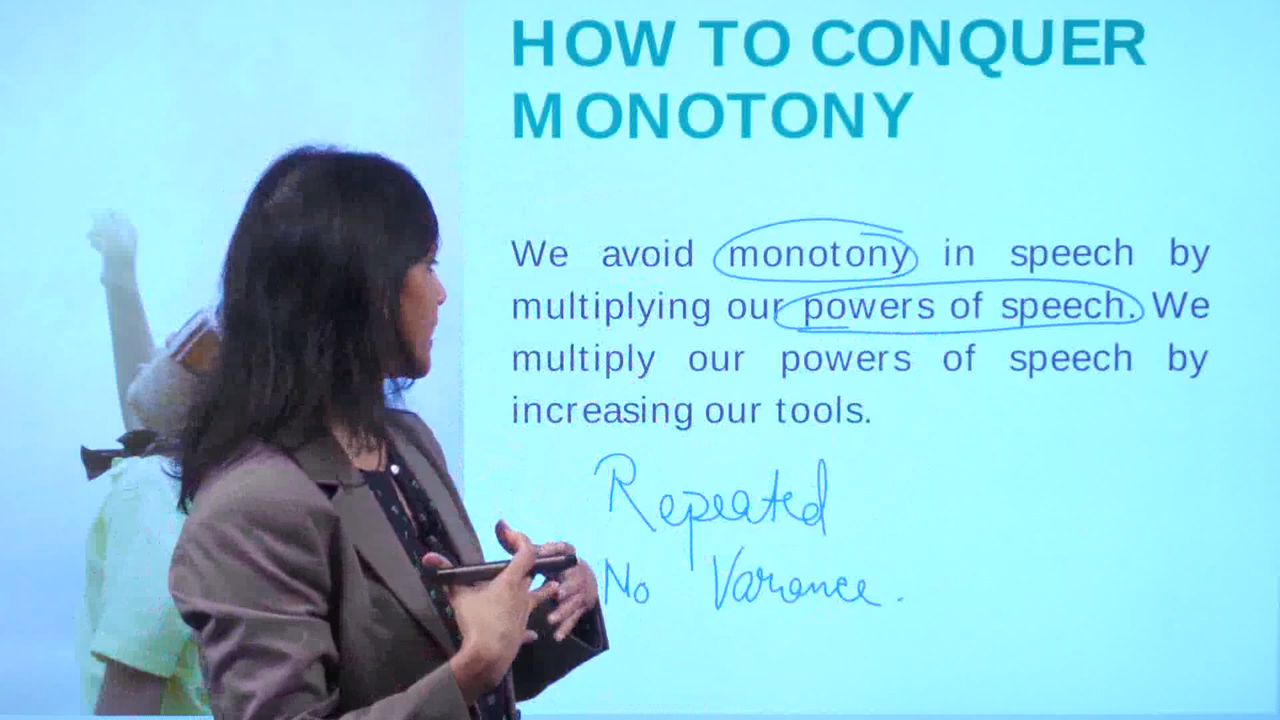 HOW TO CONQUER
MONOTONY
We avoid monotony in speech by
multiplying our powers of speech. We
multiply our powers of speech by
increasing our tools.
Repeated
No Variance.